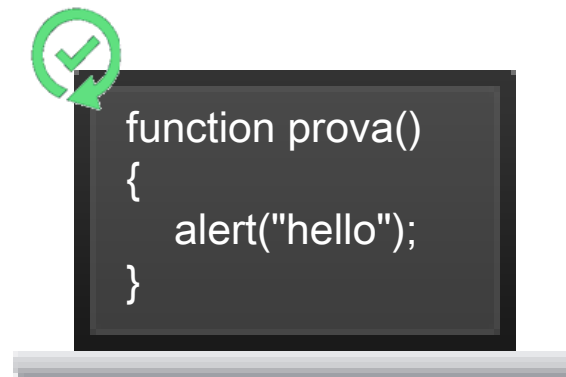 function prova()
{
alert("hello");
}